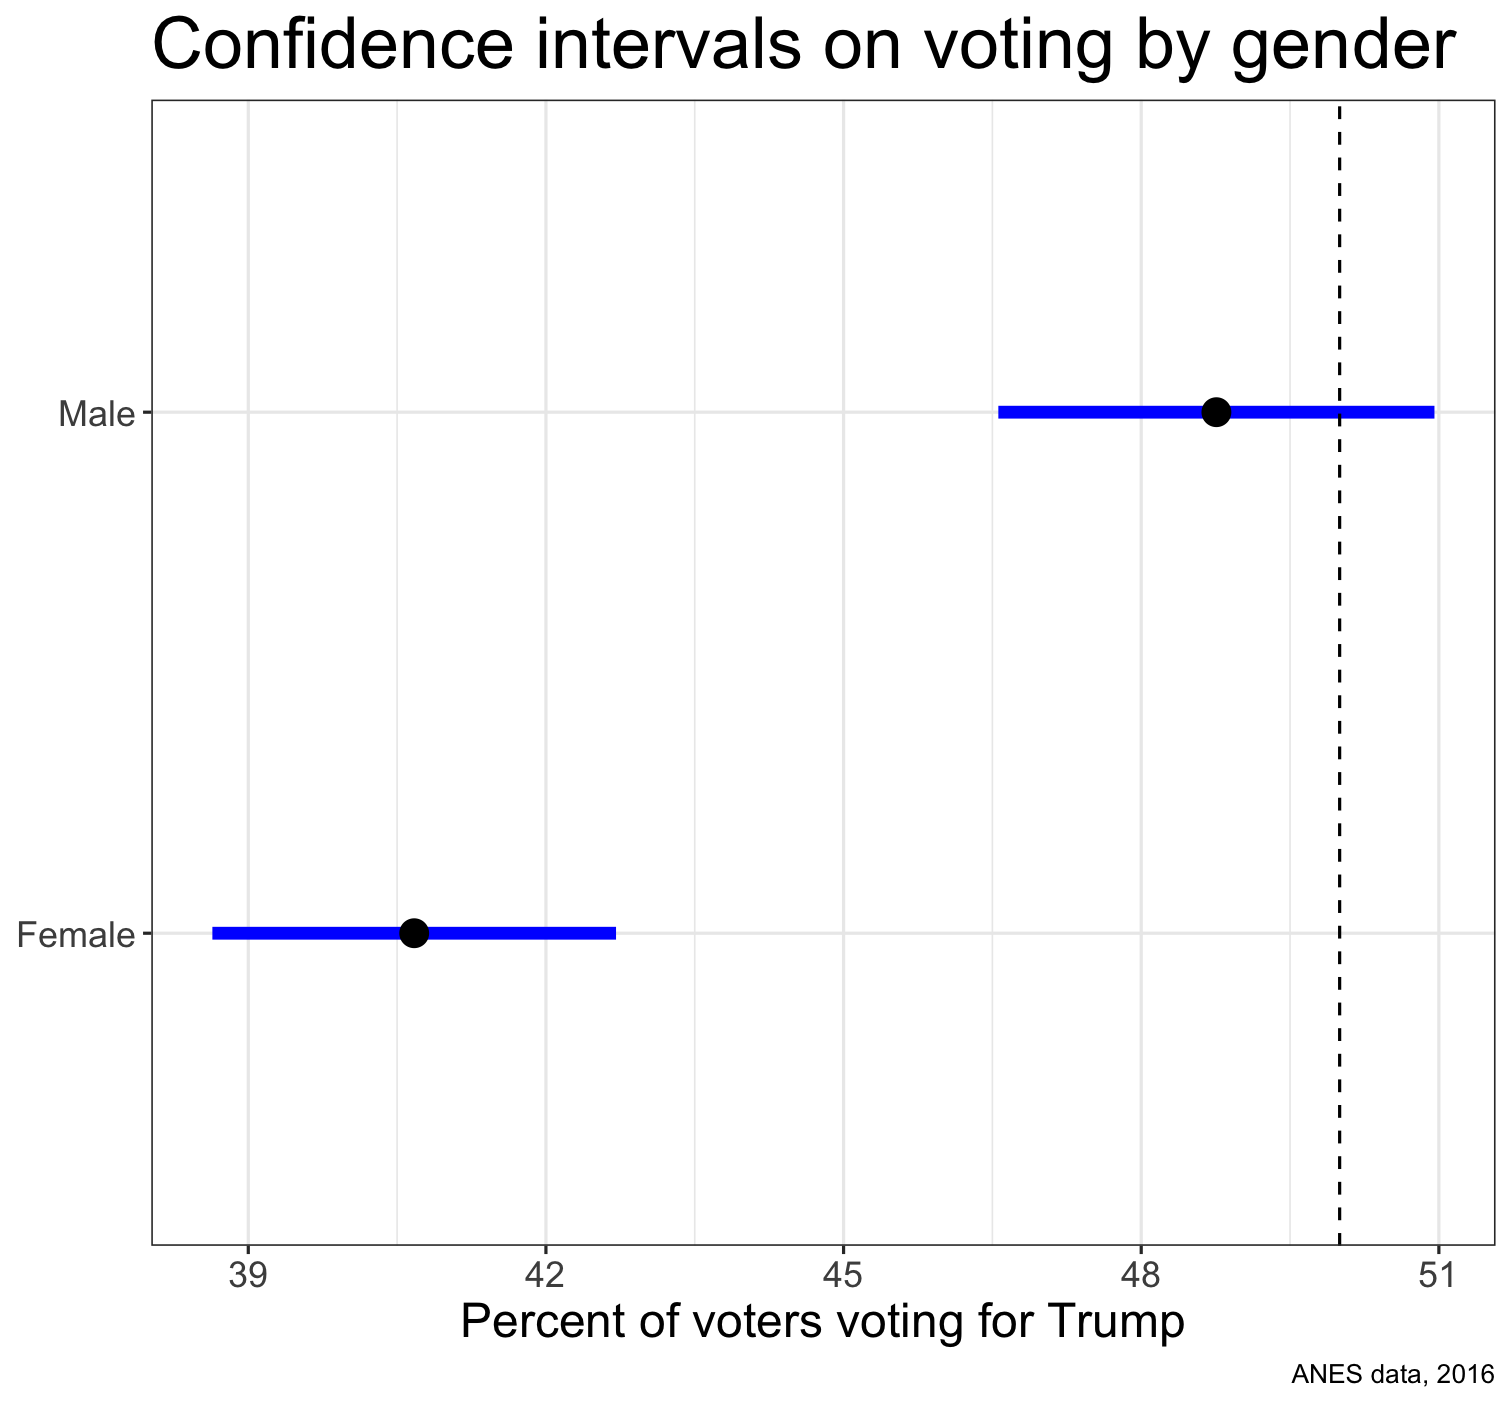 Confidence intervals on voting by gender
Male
Female
39 42 45 48 51
Percent of voters voting for Trump
ANES data, 2016